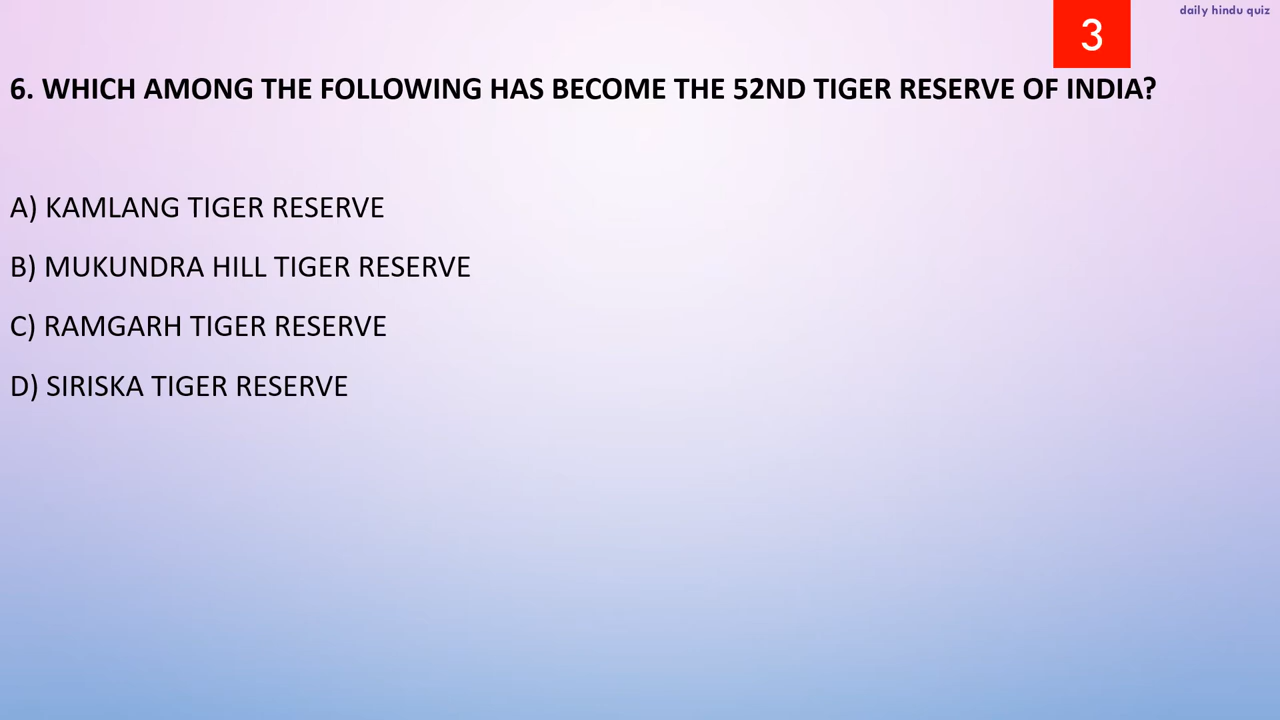 daily hindu quiz
3
6. WHICH AMONG THE FOLLOWING HAS BECOME THE 52ND TIGER RESERVE OF INDIA?
A) KAMLANG TIGER RESERVE
B) MUKUNDRA HILL TIGER RESERVE
C) RAMGARH TIGER RESERVE
D) SIRISKA TIGER RESERVE